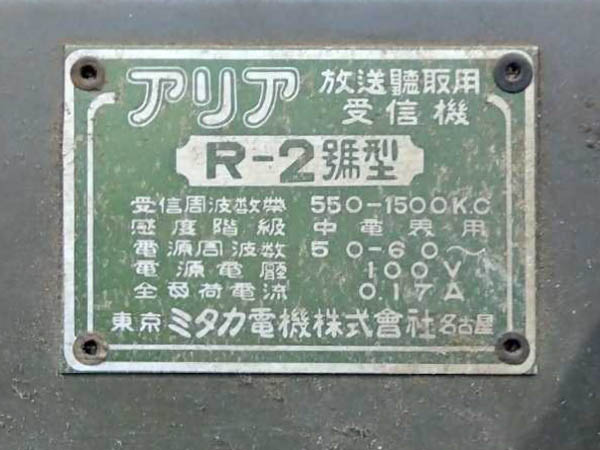 アリア 放送聽取用
受信機
R-2號型
受信周波数帶 550-1500K.C
感度階級 中電界用
電源周波数 50-60～
電源電壓 100V
全負荷電流 0.17A
東京 ミタカ電機株式會社 名古屋